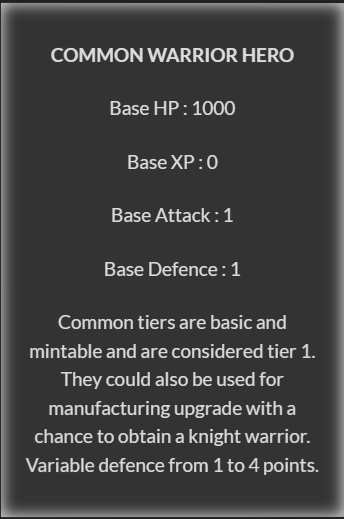 COMMON WARRIOR HERO
Base HP : 1000
Base XP : 0
Base Attack : 1
Base Defence : 1
Common tiers are basic and
mintable and are considered tier 1.
They could also be used for
manufacturing upgrade with a
chance to obtain a knight warrior.
Variable defence from 1 to 4 points.